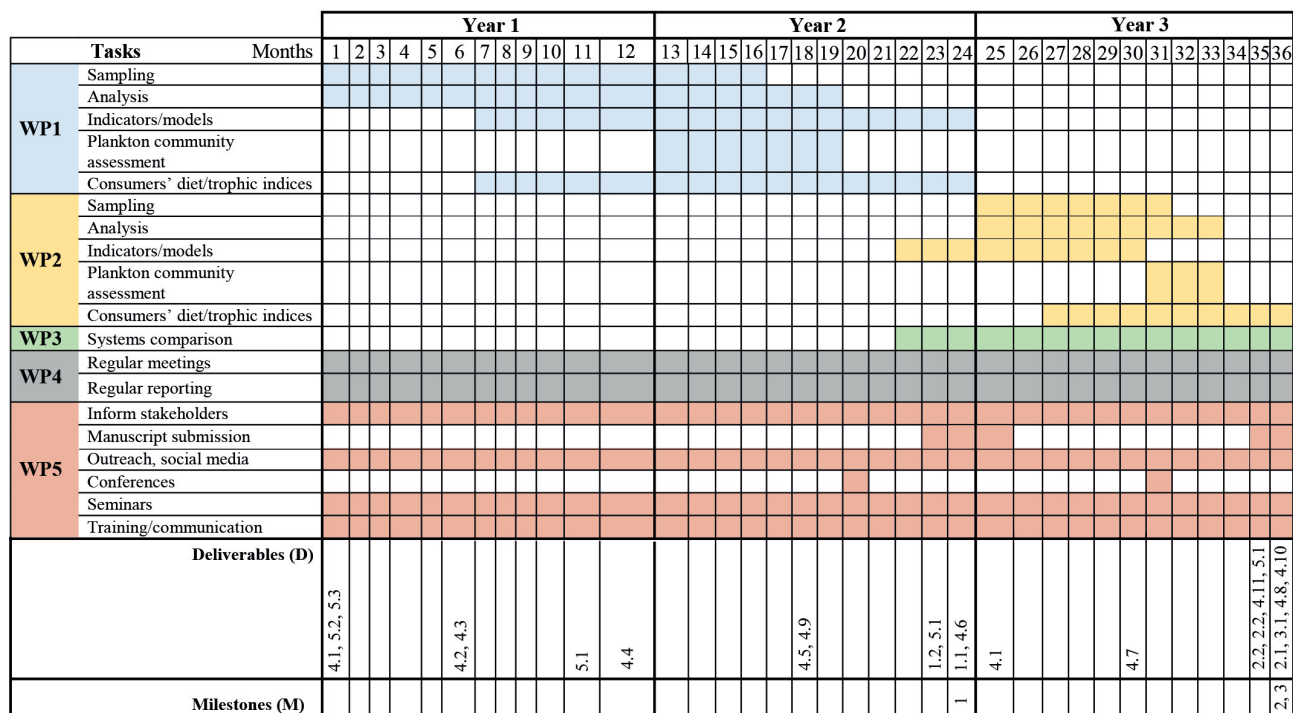 Year 1 Year 2 Year 3
Tasks Months 1 2 3 4 5 6 7 8 9 10 11 12 13 14 15 16 17 18 19 20 21 22 23 24 25 26 27 28 29 30 31 32 33 34 35 36
WP1
Sampling
Analysis
Indicators/models
Plankton community
assessment
Consumers’ diet/trophic indices
WP2
Sampling
Analysis
Indicators/models
Plankton community
assessment
Consumers’ diet/trophic indices
WP3 Systems comparison
WP4
Regular meetings
Regular reporting
WP5
Inform stakeholders
Manuscript submission
Outreach, social media
Conferences
Seminars
Training/communication
Deliverables (D)
4.1, 5.2, 5.3
4.2, 4.3
5.1
4.4
4.5, 4.9
1.2, 5.1
1.1, 4.6
4.1
4.7
2.2, 2.2, 4.11, 5.1
2.1, 3.1, 4.8, 4.10
Milestones (M)
1
2, 3